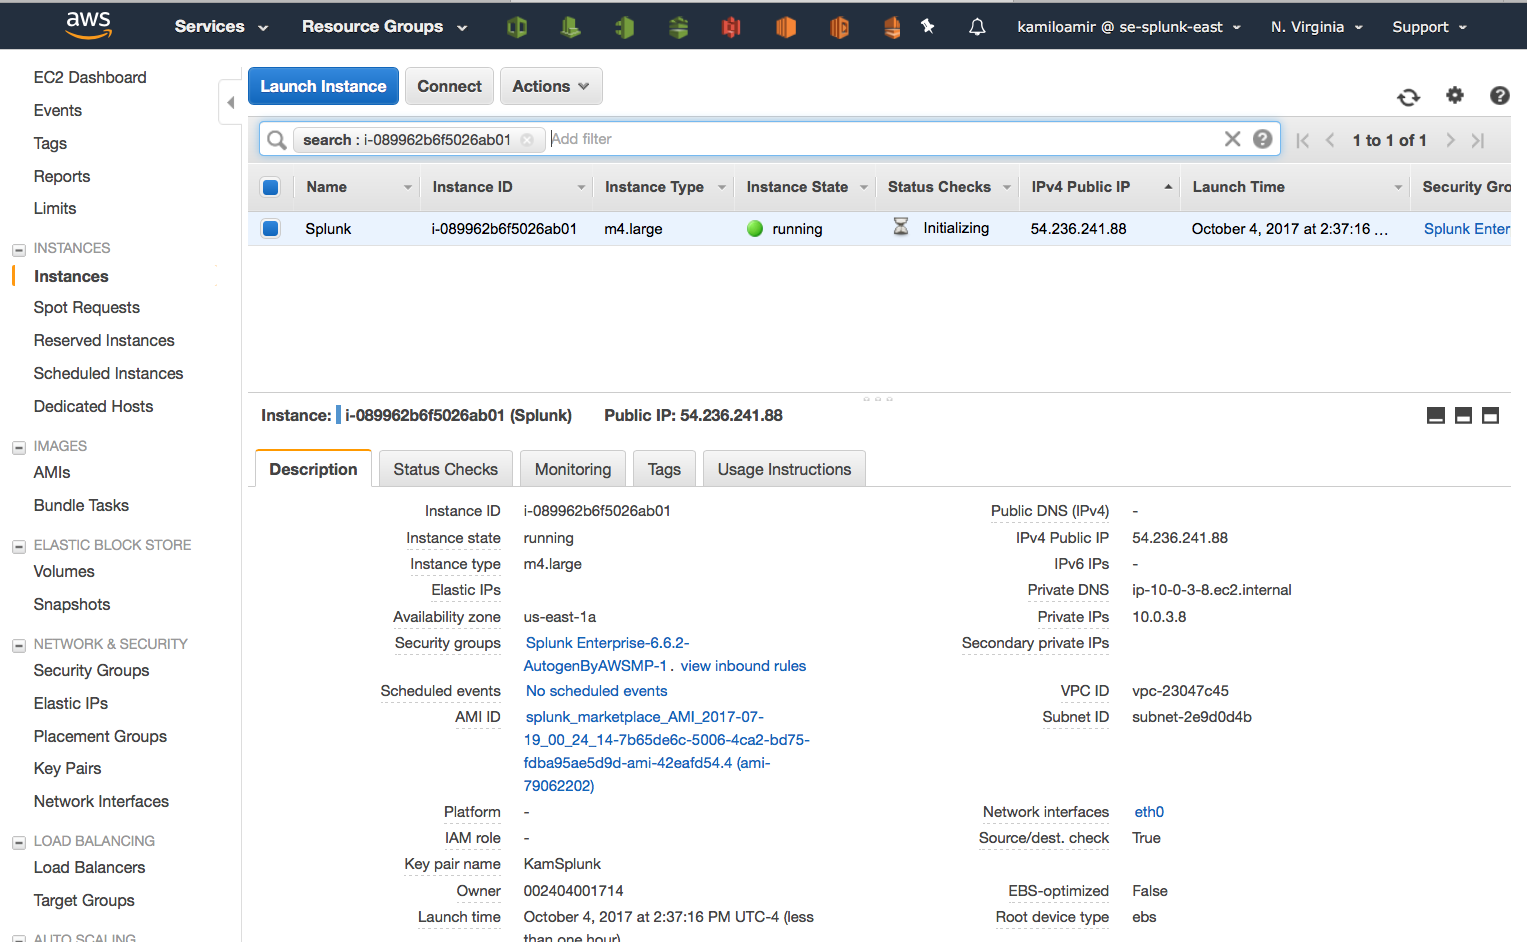 aws Services Resource Groups kamiloamir @ se-splunk-east N. Virginia Support
EC2 Dashboard
Events
Tags
Reports
Limits
INSTANCES
Instances
Spot Requests
Reserved Instances
Scheduled Instances
Dedicated Hosts
IMAGES
AMIs
Bundle Tasks
ELASTIC BLOCK STORE
Volumes
Snapshots
NETWORK & SECURITY
Security Groups
Elastic IPs
Placement Groups
Key Pairs
Network Interfaces
LOAD BALANCING
Load Balancers
Target Groups
AUTO SCALING
Launch Instance Connect Actions
search : i-089962b6f5026ab01 Add filter 1 to 1 of 1
Name Instance ID Instance Type Instance State Status Checks IPv4 Public IP Launch Time Security Gro
Splunk i-089962b6f5026ab01 m4.large running Initializing 54.236.241.88 October 4, 2017 at 2:37:16 ... Splunk Enter
Instance: i-089962b6f5026ab01 (Splunk) Public IP: 54.236.241.88
Description Status Checks Monitoring Tags Usage Instructions
Instance ID i-089962b6f5026ab01
Instance state running
Instance type m4.large
Elastic IPs
Availability zone us-east-1a
Security groups Splunk Enterprise-6.6.2-
AutogenByAWSMP-1 . view inbound rules
Scheduled events No scheduled events
AMI ID splunk_marketplace_AMI_2017-07-
19_00_24_14-7b65de6c-5006-4ca2-bd75-
fdba95ae5d9d-ami-42eafd54.4 (ami-
79062202)
Platform -
IAM role -
Key pair name KamSplunk
Owner 002404001714
Launch time October 4, 2017 at 2:37:16 PM UTC-4 (less
than one hour)
Public DNS (IPv4) -
IPv4 Public IP 54.236.241.88
IPv6 IPs -
Private DNS ip-10-0-3-8.ec2.internal
Private IPs 10.0.3.8
Secondary private IPs
VPC ID vpc-23047c45
Subnet ID subnet-2e9d0d4b
Network interfaces eth0
Source/dest. check True
EBS-optimized False
Root device type ebs